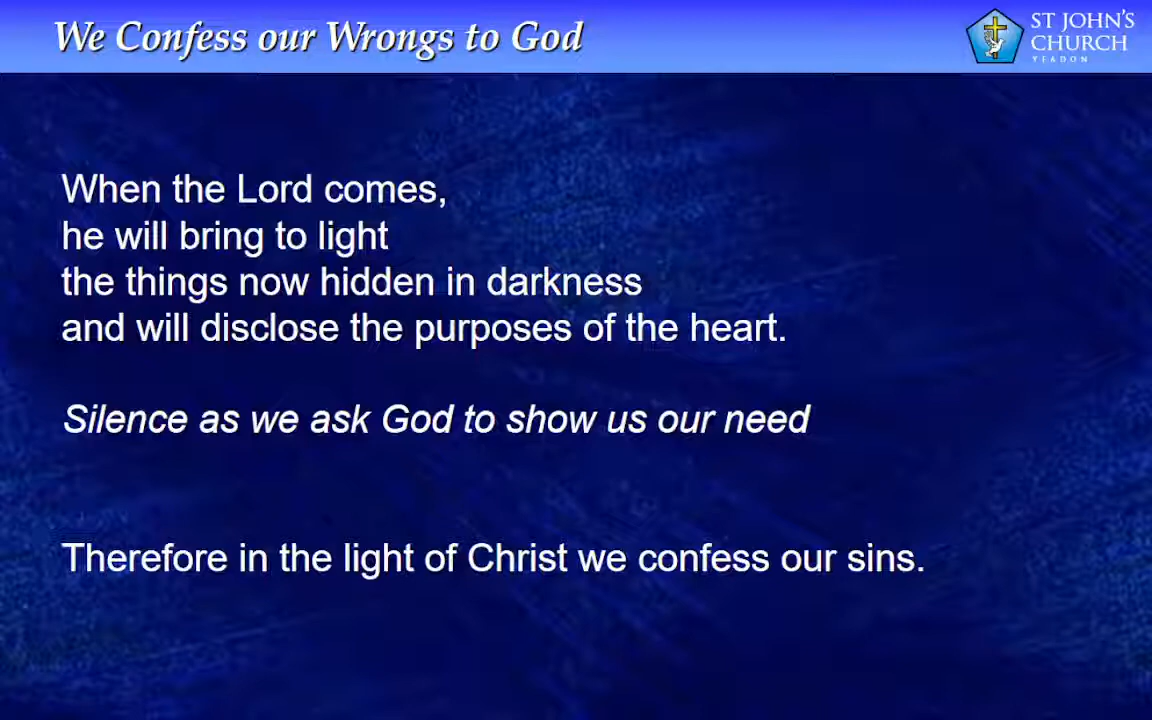 We Confess our Wrongs to God
ST JOHN'S
CHURCH
YEADON
When the Lord comes,
he will bring to light
the things now hidden in darkness
and will disclose the purposes of the heart.
Silence as we ask God to show us our need
Therefore in the light of Christ we confess our sins.